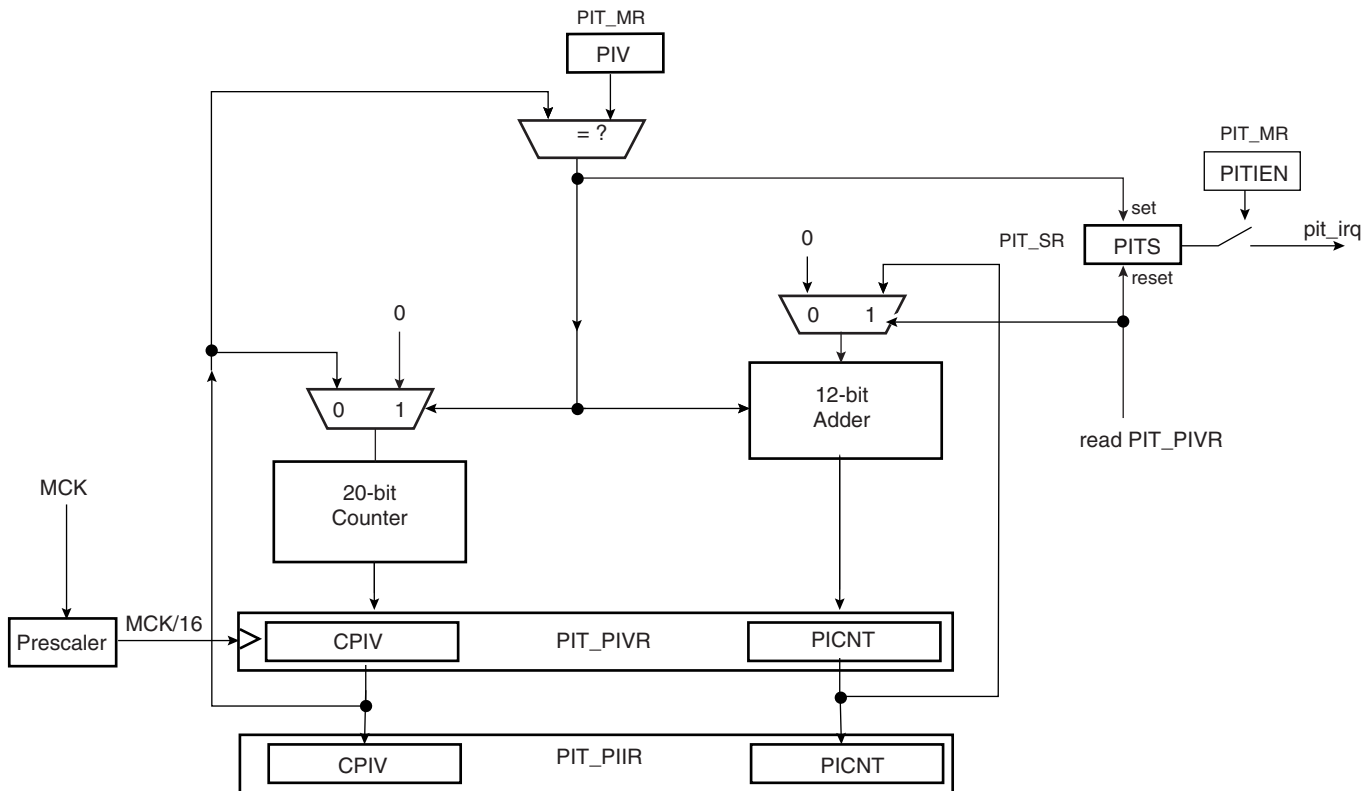 PIT_MR
PIV
= ?
PIT_MR
PITIEN
set
PIT_SR
PITS
pit_irq
reset
0
0 1
0
0 1
12-bit
Adder
read PIT_PIVR
MCK
20-bit
Counter
Prescaler
MCK/16
CPIV
PIT_PIVR
PICNT
CPIV
PIT_PIIR
PICNT